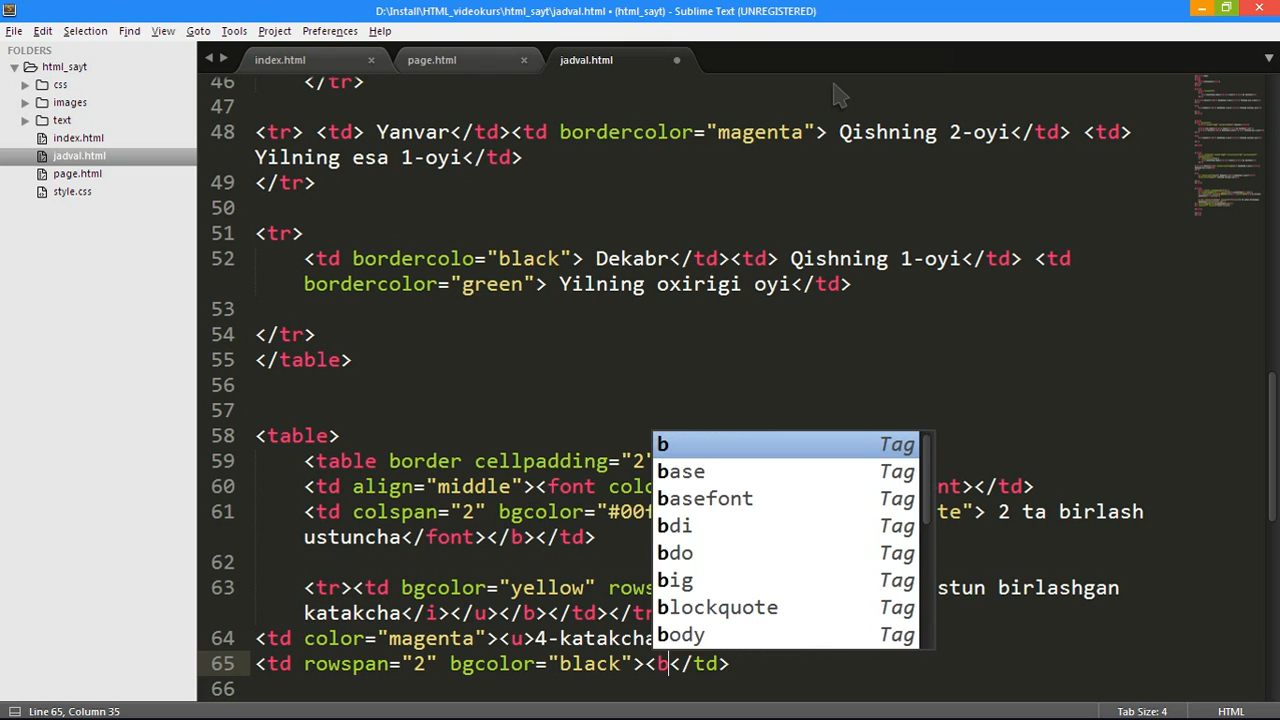 D:\Install\HTML_videokurs\html_sayt\jadval.html • (html_sayt) - Sublime Text (UNREGISTERED)
File Edit Selection Find View Goto Tools Project Preferences Help
FOLDERS
html_sayt
css
images
text
index.html
jadval.html
page.html
style.css
index.html × page.html × jadval.html
46 </tr>
47
48 <tr> <td> Yanvar</td><td bordercolor="magenta"> Qishning 2-oyi</td> <td>
Yilning esa 1-oyi</td>
49 </tr>
50
51 <tr>
52 <td bordercolo="black"> Dekabr</td><td> Qishning 1-oyi</td> <td
bordercolor="green"> Yilning oxirigi oyi</td>
53
54 </tr>
55 </table>
56
57
58 <table>
59 <table border cellpadding="2"
60 <td align="middle"><font colo nt></td>
61 <td colspan="2" bgcolor="#00f te"> 2 ta birlash
ustuncha</font></b></td>
62
63 <tr><td bgcolor="yellow" rows stun birlashgan
katakcha</i></u></b></td></tr
64 <td color="magenta"><u>4-katakcha
65 <td rowspan="2" bgcolor="black"><b</td>
66
b Tag
base Tag
basefont Tag
bdi Tag
bdo Tag
big Tag
blockquote Tag
body Tag
Line 65, Column 35 Tab Size: 4 HTML